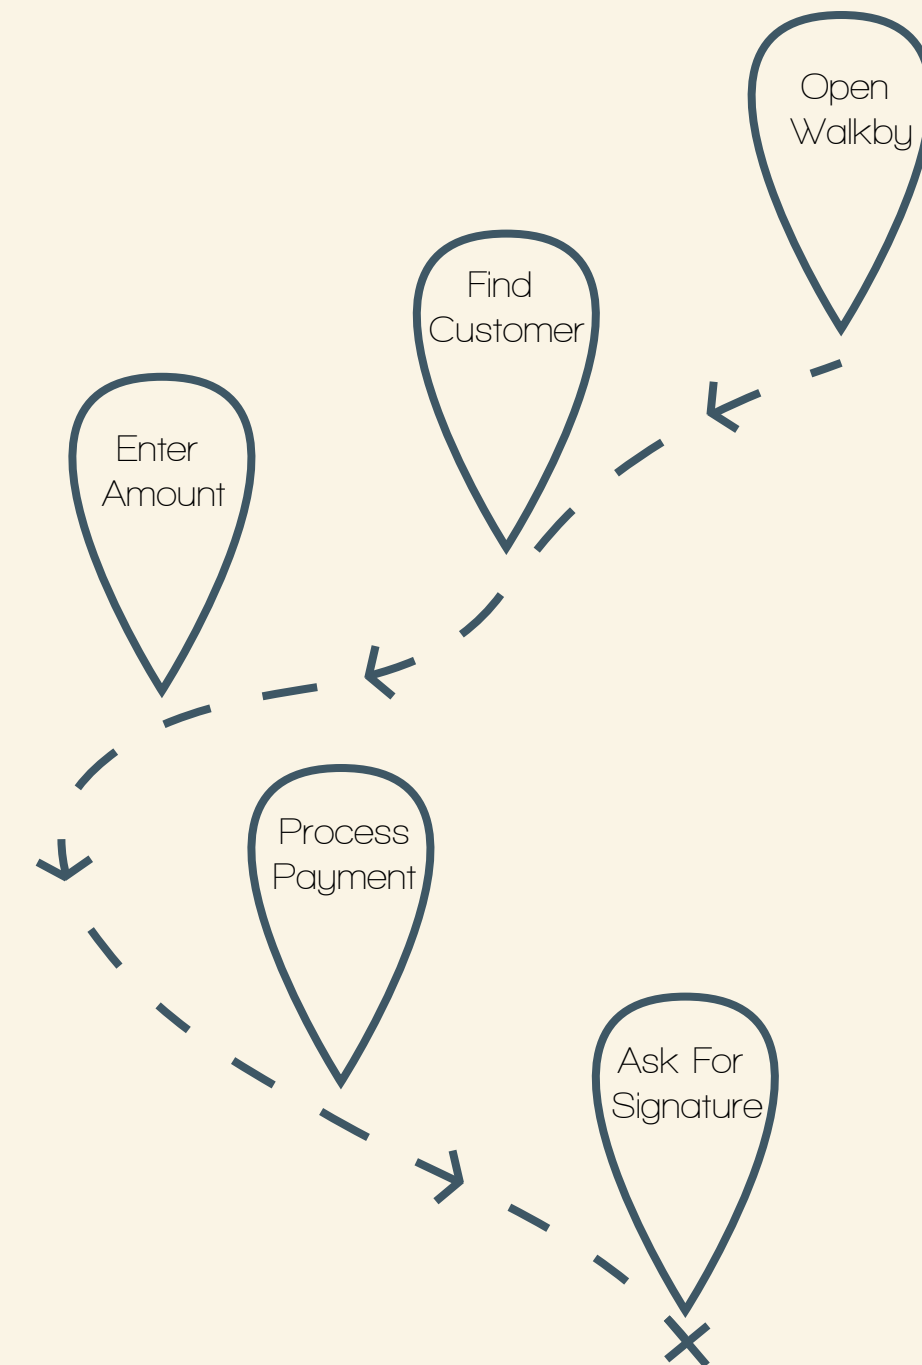 Open
Walkby
Find
Customer
Enter
Amount
Process
Payment
Ask For
Signature